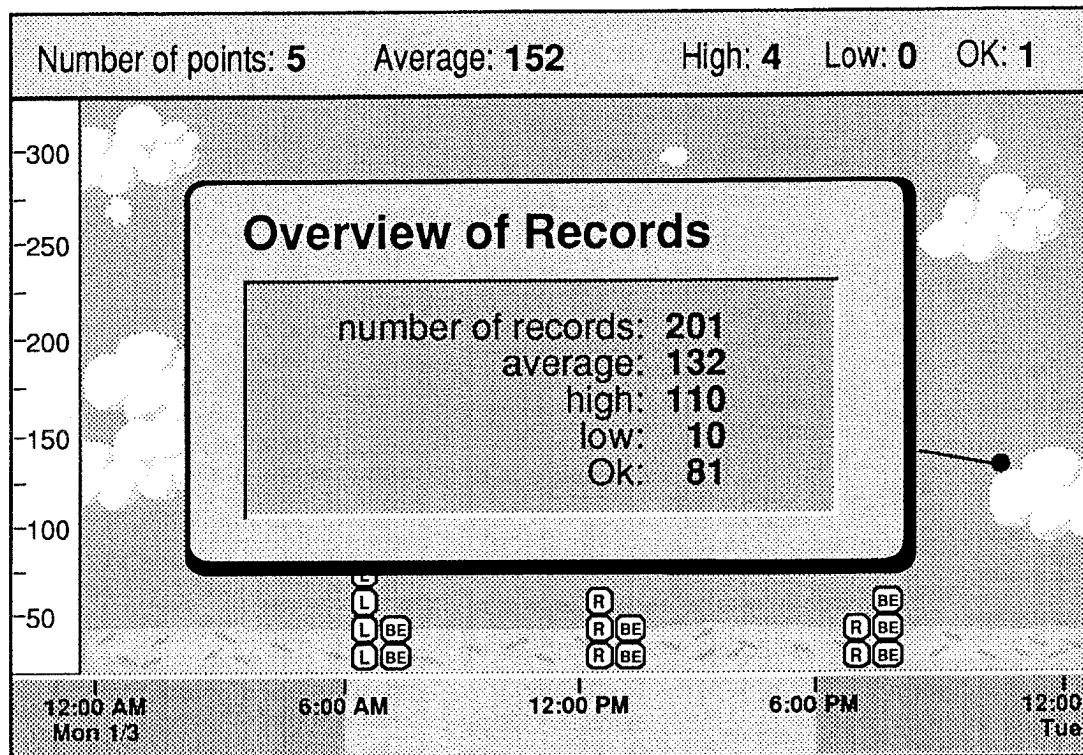 Number of points: 5 Average: 152 High: 4 Low: 0 OK: 1
300
250
200
150
100
50
Overview of Records
number of records: 201
average: 132
high: 110
low: 10
Ok: 81
L
L R BE
L BE R BE R BE
L BE R BE R BE
12:00 AM 6:00 AM 12:00 PM 6:00 PM 12:00
Mon 1/3 Tue